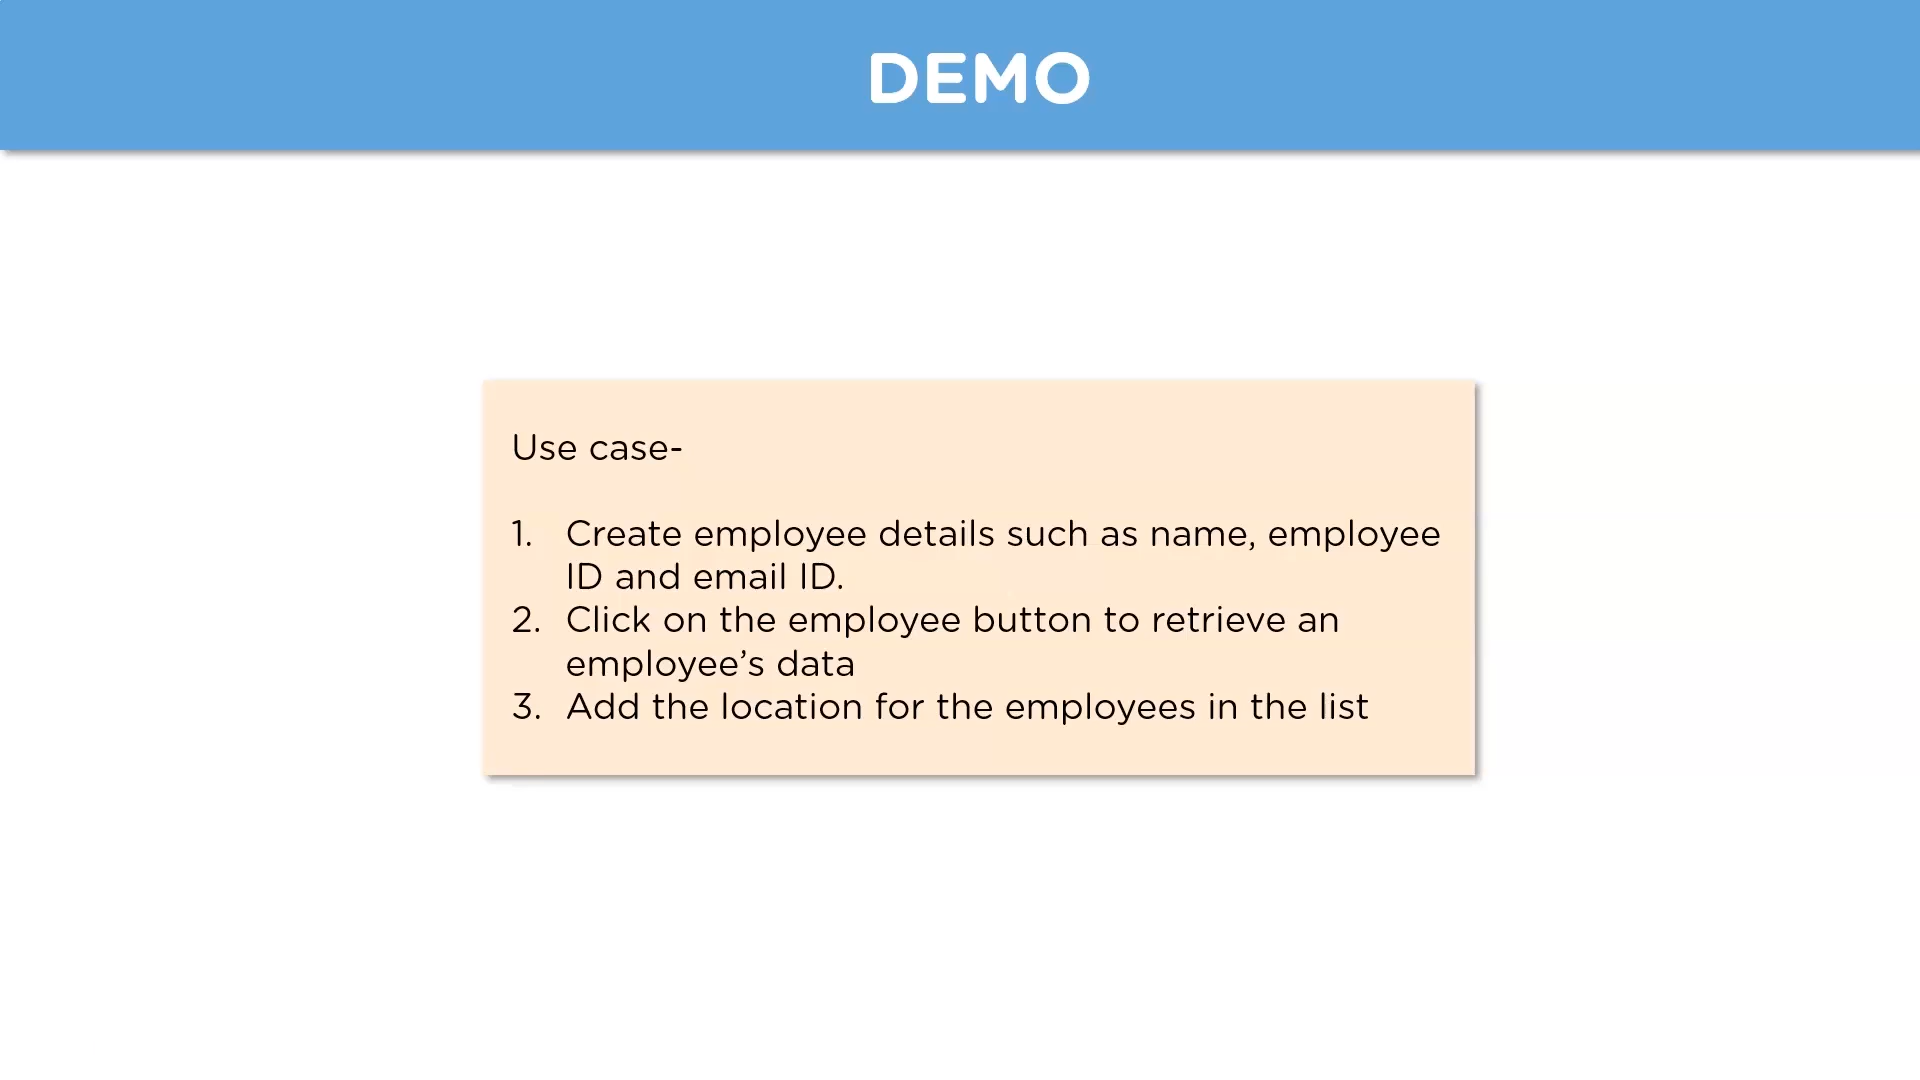 DEMO
Use case-
1. Create employee details such as name, employee
ID and email ID.
2. Click on the employee button to retrieve an
employee’s data
3. Add the location for the employees in the list